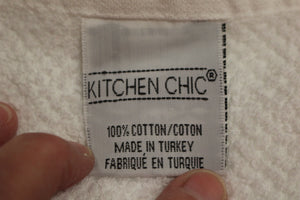 KITCHEN CHIC®
100% COTTON/COTON
MADE IN TURKEY
FABRIQUÉ EN TURQUIE